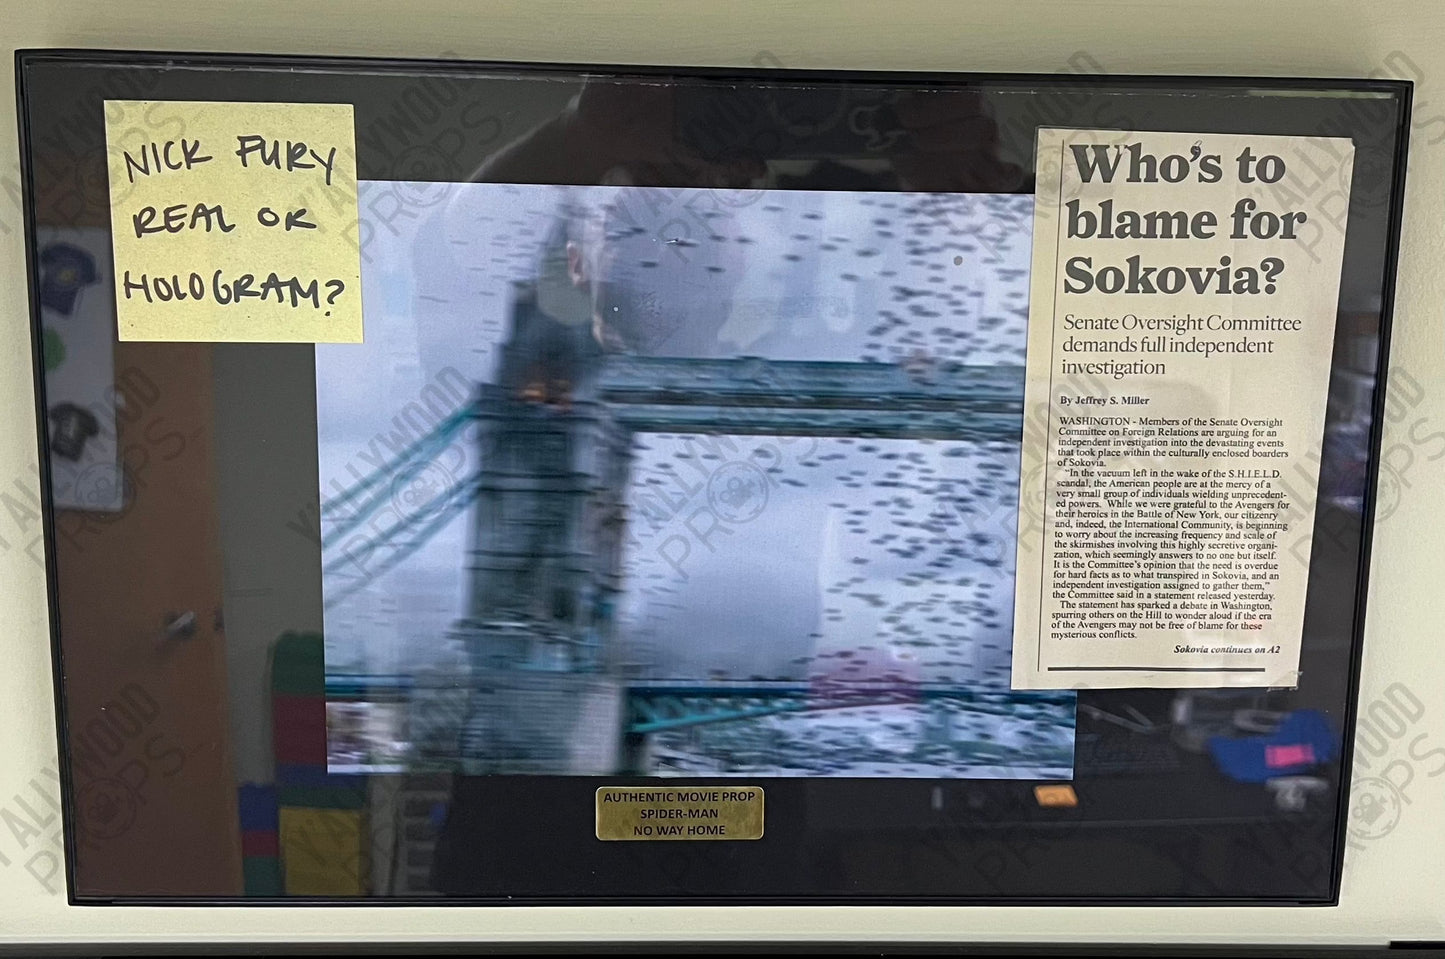 NICK FURY
REAL OR
HOLOGRAM?
Who's to
blame for
Sokovia?
Senate Oversight Committee
demands full independent
investigation
By Jeffrey S. Miller
WASHINGTON - Members of the Senate Oversight
Committee on Foreign Relations are arguing for an
independent investigation into the devastating events
that took place within the culturally enclosed boarders
of Sokovia.
"In the vacuum left in the wake of the S.H.I.E.L.D.
scandal, the American people are at the mercy of a
very small group of individuals wielding unprecedent-
ed powers. While we were grateful to the Avengers for
their heroics in the Battle of New York, our citizenry
and, indeed, the International Community, is beginning
to worry about the increasing frequency and scale of
the skirmishes involving this highly secretive organi-
zation, which seemingly answers to no one but itself.
It is the Committee's opinion that the need is overdue
for hard facts as to what transpired in Sokovia, and an
independent investigation assigned to gather them,"
the Committee said in a statement released yesterday.
The statement has sparked a debate in Washington,
spurring others on the Hill to wonder aloud if the era
of the Avengers may not be free of blame for these
mysterious conflicts.
Sokovia continues on A2
AUTHENTIC MOVIE PROP
SPIDER-MAN
NO WAY HOME
Y'ALLYWOOD
PROPS